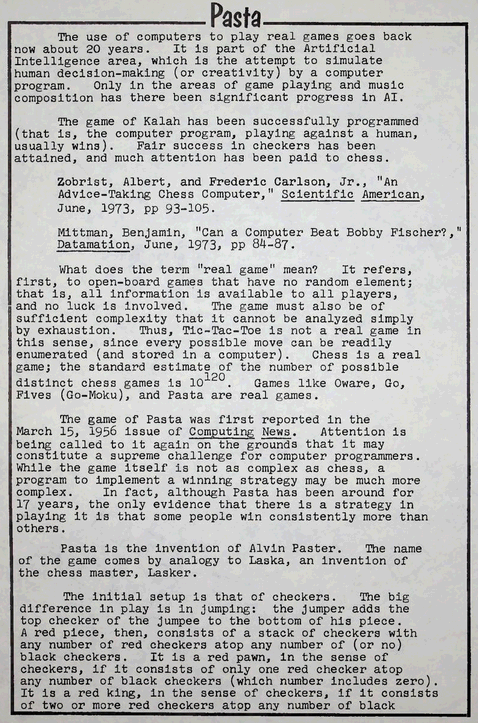 Pasta
The use of computers to play real games goes back
now about 20 years. It is part of the Artificial
Intelligence area, which is the attempt to simulate
human decision-making (or creativity) by a computer
program. Only in the areas of game playing and music
composition has there been significant progress in AI.
The game of Kalah has been successfully programmed
(that is, the computer program, playing against a human,
usually wins). Fair success in checkers has been
attained, and much attention has been paid to chess.
Zobrist, Albert, and Frederic Carlson, Jr., "An
Advice-Taking Chess Computer," Scientific American,
June, 1973, pp 93-105.
Mittman, Benjamin, "Can a Computer Beat Bobby Fischer?,"
Datamation, June, 1973, pp 84-87.
What does the term "real game" mean? It refers,
first, to open-board games that have no random element;
that is, all information is available to all players,
and no luck is involved. The game must also be of
sufficient complexity that it cannot be analyzed simply
by exhaustion. Thus, Tic-Tac-Toe is not a real game in
this sense, since every possible move can be readily
enumerated (and stored in a computer). Chess is a real
game; the standard estimate of the number of possible
distinct chess games is 10^120. Games like Oware, Go,
Fives (Go-Moku), and Pasta are real games.
The game of Pasta was first reported in the
March 15, 1956 issue of Computing News. Attention is
being called to it again on the grounds that it may
constitute a supreme challenge for computer programmers.
While the game itself is not as complex as chess, a
program to implement a winning strategy may be much more
complex. In fact, although Pasta has been around for
17 years, the only evidence that there is a strategy in
playing it is that some people win consistently more than
others.
Pasta is the invention of Alvin Paster. The name
of the game comes by analogy to Laska, an invention of
the chess master, Lasker.
The initial setup is that of checkers. The big
difference in play is in jumping: the jumper adds the
top checker of the jumpee to the bottom of his piece.
A red piece, then, consists of a stack of checkers with
any number of red checkers atop any number of (or no)
black checkers. It is a red pawn, in the sense of
checkers, if it consists of only one red checker atop
any number of black checkers (which number includes zero).
It is a red king, in the sense of checkers, if it consists
of two or more red checkers atop any number of black